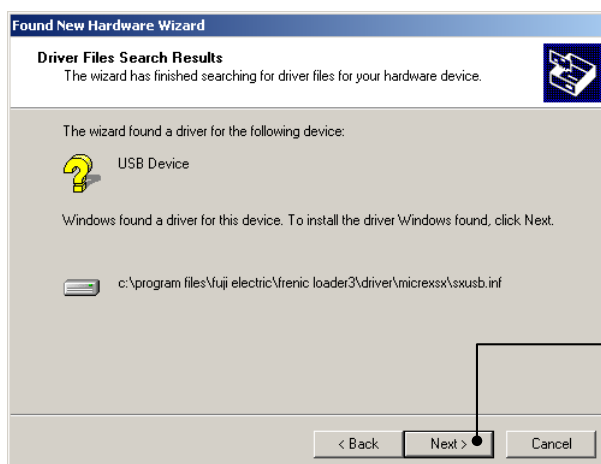 Found New Hardware Wizard
Driver Files Search Results
The wizard has finished searching for driver files for your hardware device.
The wizard found a driver for the following device:
USB Device
Windows found a driver for this device. To install the driver Windows found, click Next.
c:\program files\fuji electric\frenic loader3\driver\micrexsx\sxusb.inf
< Back Next > Cancel